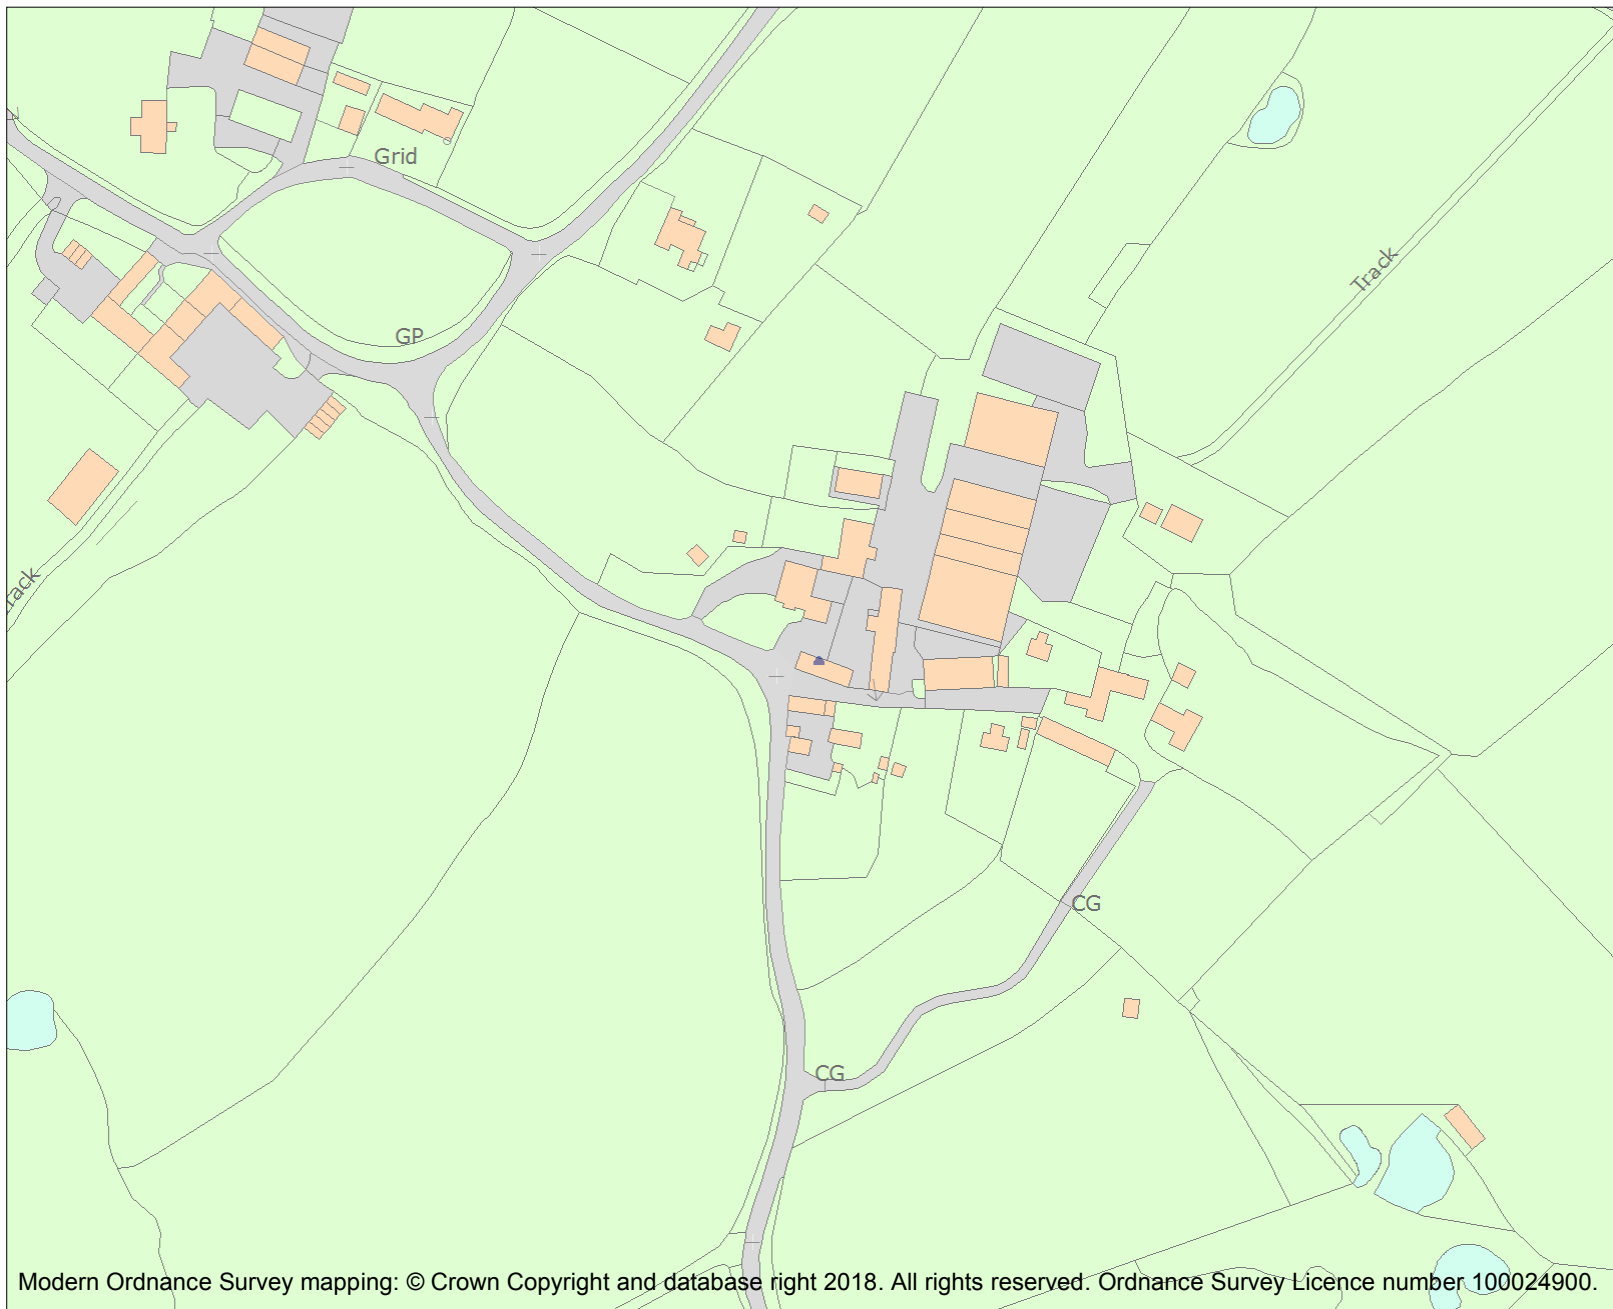 Grid
Track
GP
rack
CG
CG
Modern Ordnance Survey mapping: © Crown Copyright and database right 2018. All rights reserved. Ordnance Survey Licence number 100024900.